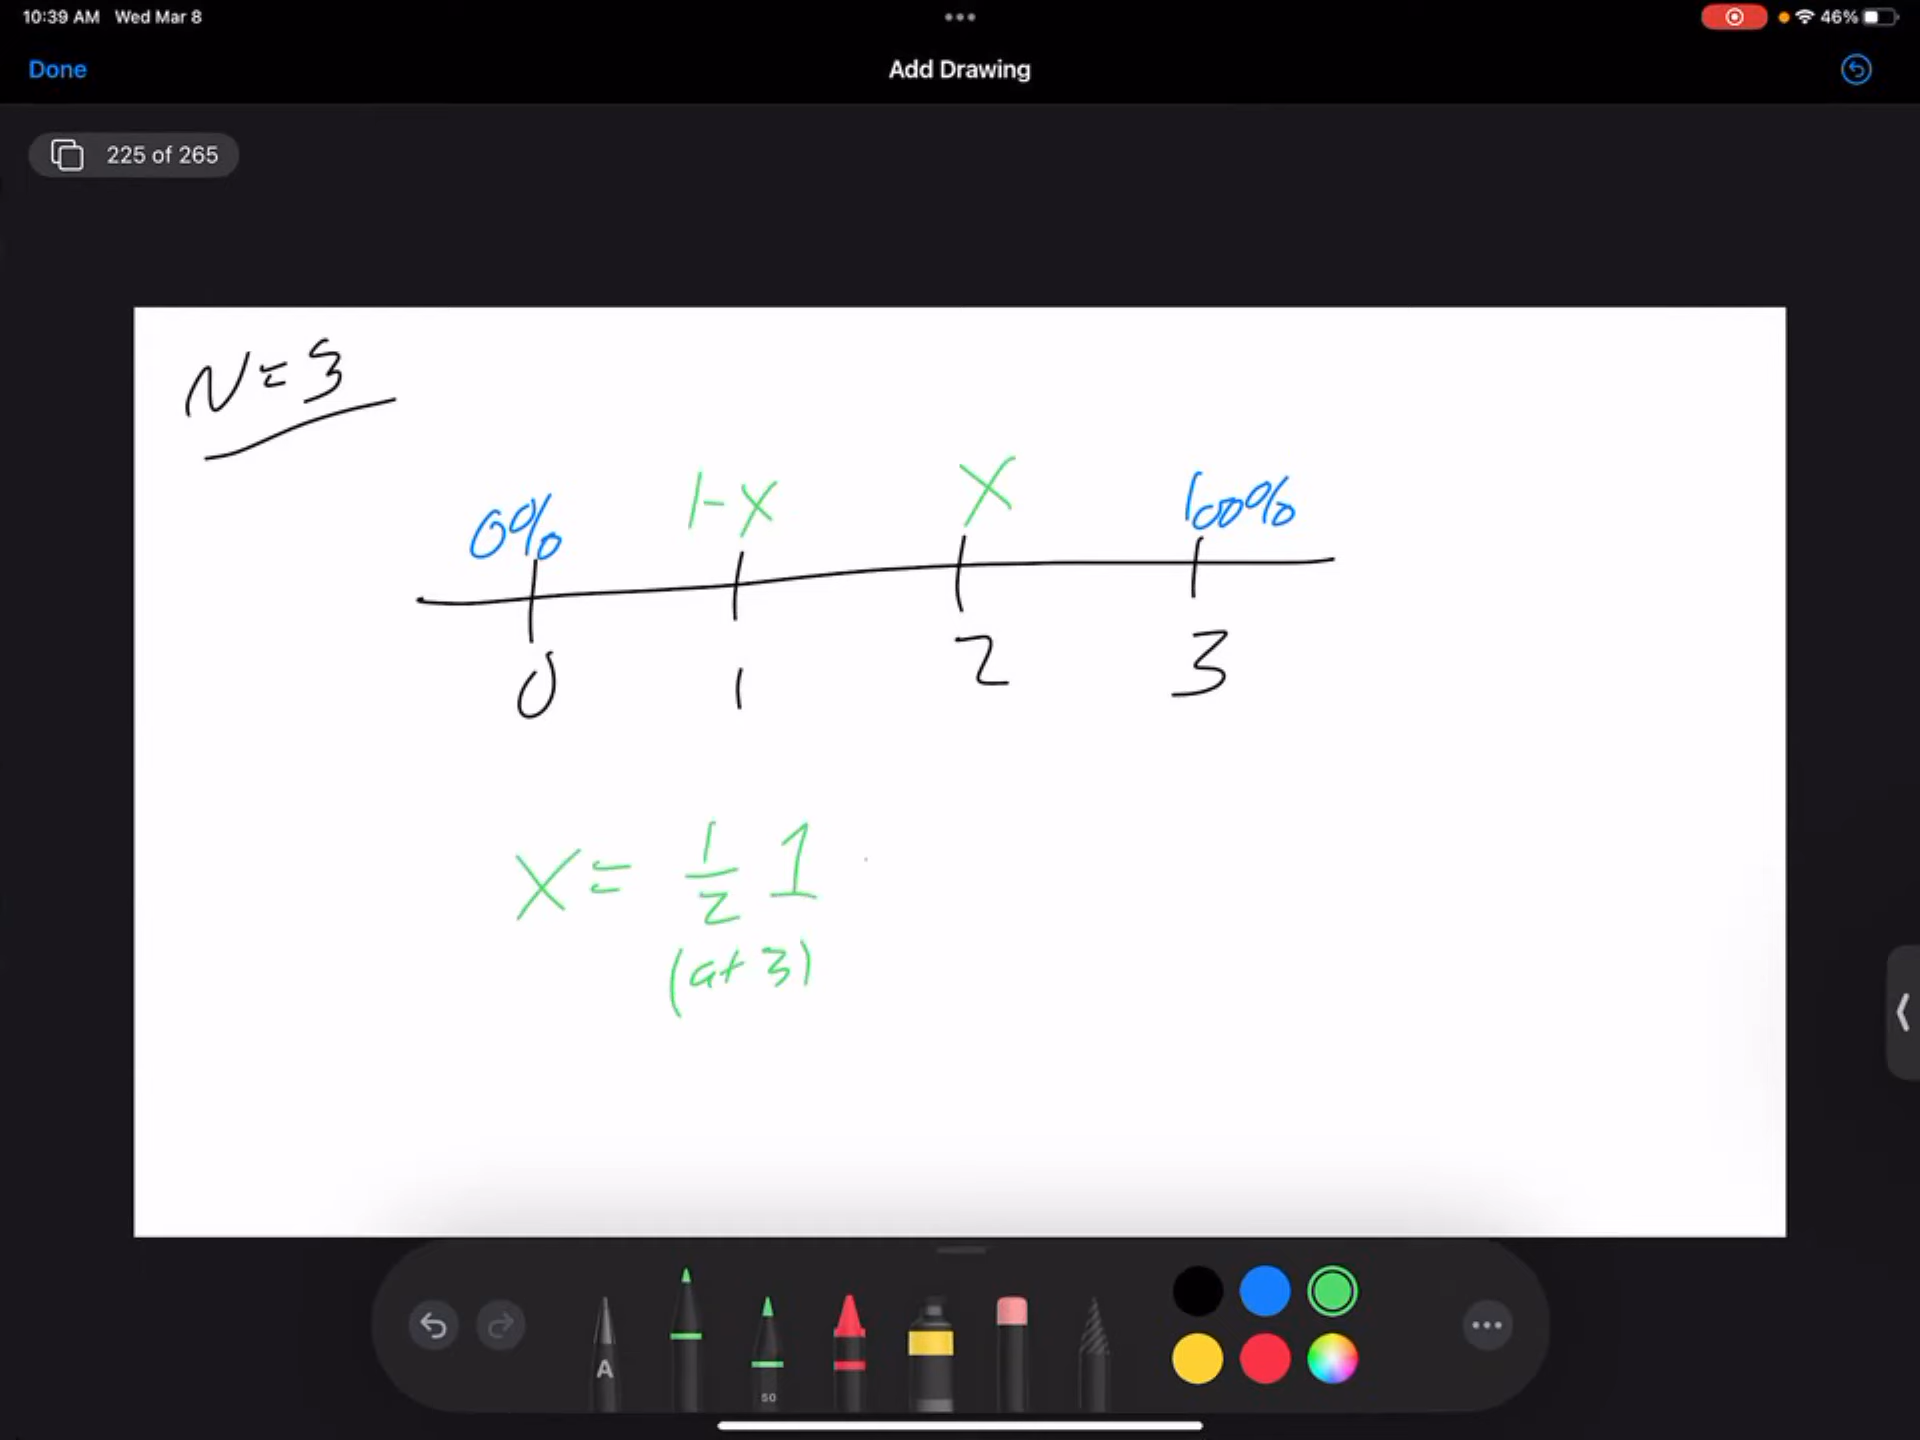 10:39 AM Wed Mar 8
46%
Done
Add Drawing
225 of 265
N=3
0% 1-X X 100%
0 1 2 3
X = 1/2 1
(at 3)
A
50